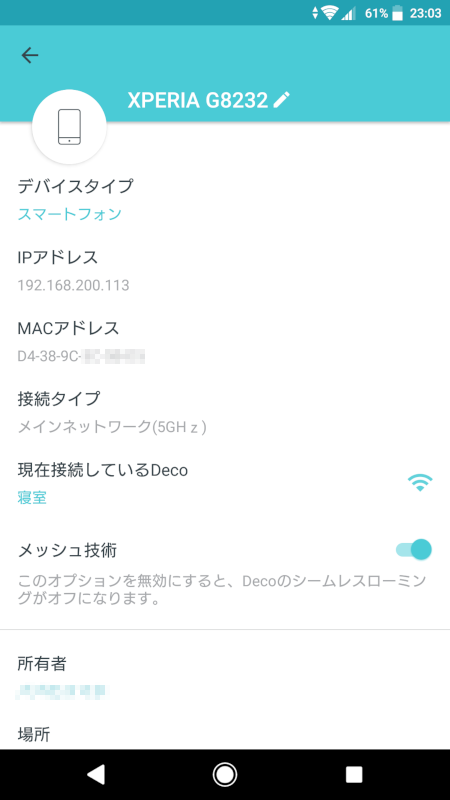 61% 23:03
XPERIA G8232
デバイスタイプ
スマートフォン
IPアドレス
192.168.200.113
MACアドレス
D4-38-9C-
接続タイプ
メインネットワーク(5GHｚ)
現在接続しているDeco
寝室
メッシュ技術
このオプションを無効にすると、Decoのシームレスローミン
グがオフになります。
所有者
場所